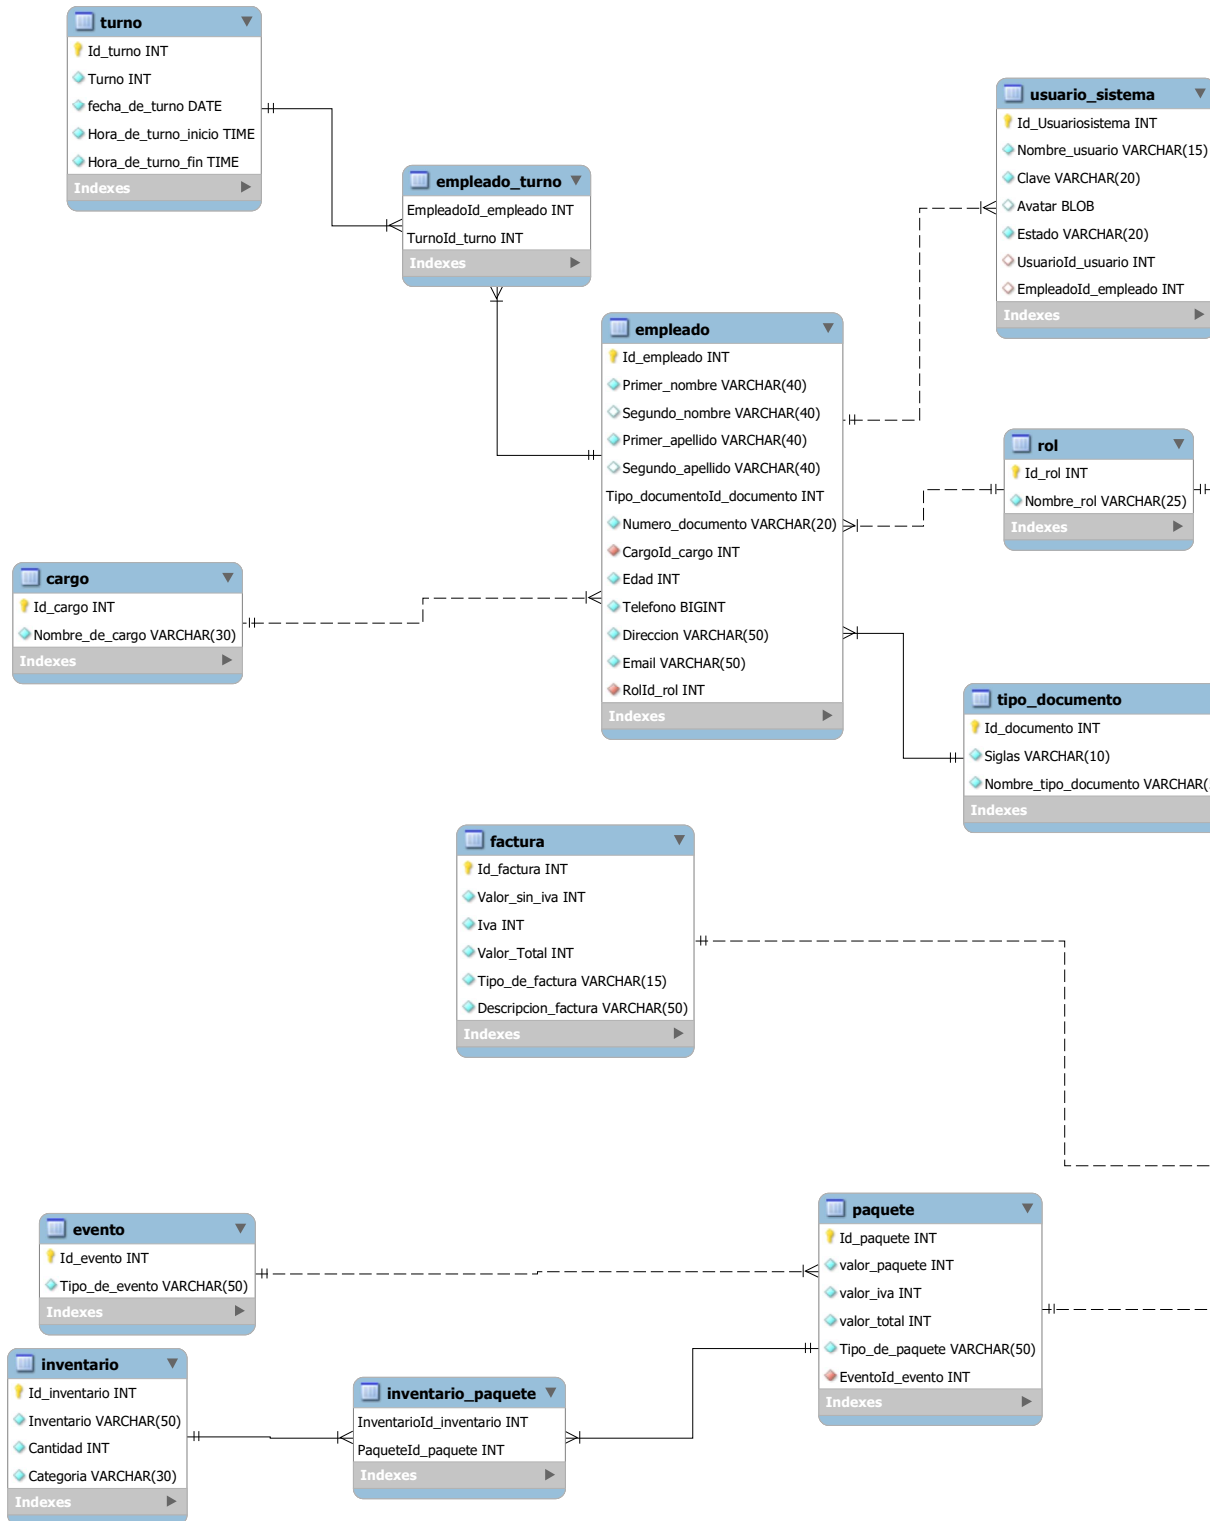 turno
Id_turno INT
Turno INT
fecha_de_turno DATE
Hora_de_turno_inicio TIME
Hora_de_turno_fin TIME
Indexes
empleado_turno
EmpleadoId_empleado INT
TurnoId_turno INT
Indexes
usuario_sistema
Id_Usuariosistema INT
Nombre_usuario VARCHAR(15)
Clave VARCHAR(20)
Avatar BLOB
Estado VARCHAR(20)
UsuarioId_usuario INT
EmpleadoId_empleado INT
Indexes
empleado
Id_empleado INT
Primer_nombre VARCHAR(40)
Segundo_nombre VARCHAR(40)
Primer_apellido VARCHAR(40)
Segundo_apellido VARCHAR(40)
Tipo_documentoId_documento INT
Numero_documento VARCHAR(20)
CargoId_cargo INT
Edad INT
Telefono BIGINT
Direccion VARCHAR(50)
Email VARCHAR(50)
RolId_rol INT
Indexes
rol
Id_rol INT
Nombre_rol VARCHAR(25)
Indexes
cargo
Id_cargo INT
Nombre_de_cargo VARCHAR(30)
Indexes
tipo_documento
Id_documento INT
Siglas VARCHAR(10)
Nombre_tipo_documento VARCHAR(
Indexes
factura
Id_factura INT
Valor_sin_iva INT
Iva INT
Valor_Total INT
Tipo_de_factura VARCHAR(15)
Descripcion_factura VARCHAR(50)
Indexes
evento
Id_evento INT
Tipo_de_evento VARCHAR(50)
Indexes
paquete
Id_paquete INT
valor_paquete INT
valor_iva INT
valor_total INT
Tipo_de_paquete VARCHAR(50)
EventoId_evento INT
Indexes
inventario
Id_inventario INT
Inventario VARCHAR(50)
Cantidad INT
Categoria VARCHAR(30)
Indexes
inventario_paquete
InventarioId_inventario INT
PaqueteId_paquete INT
Indexes